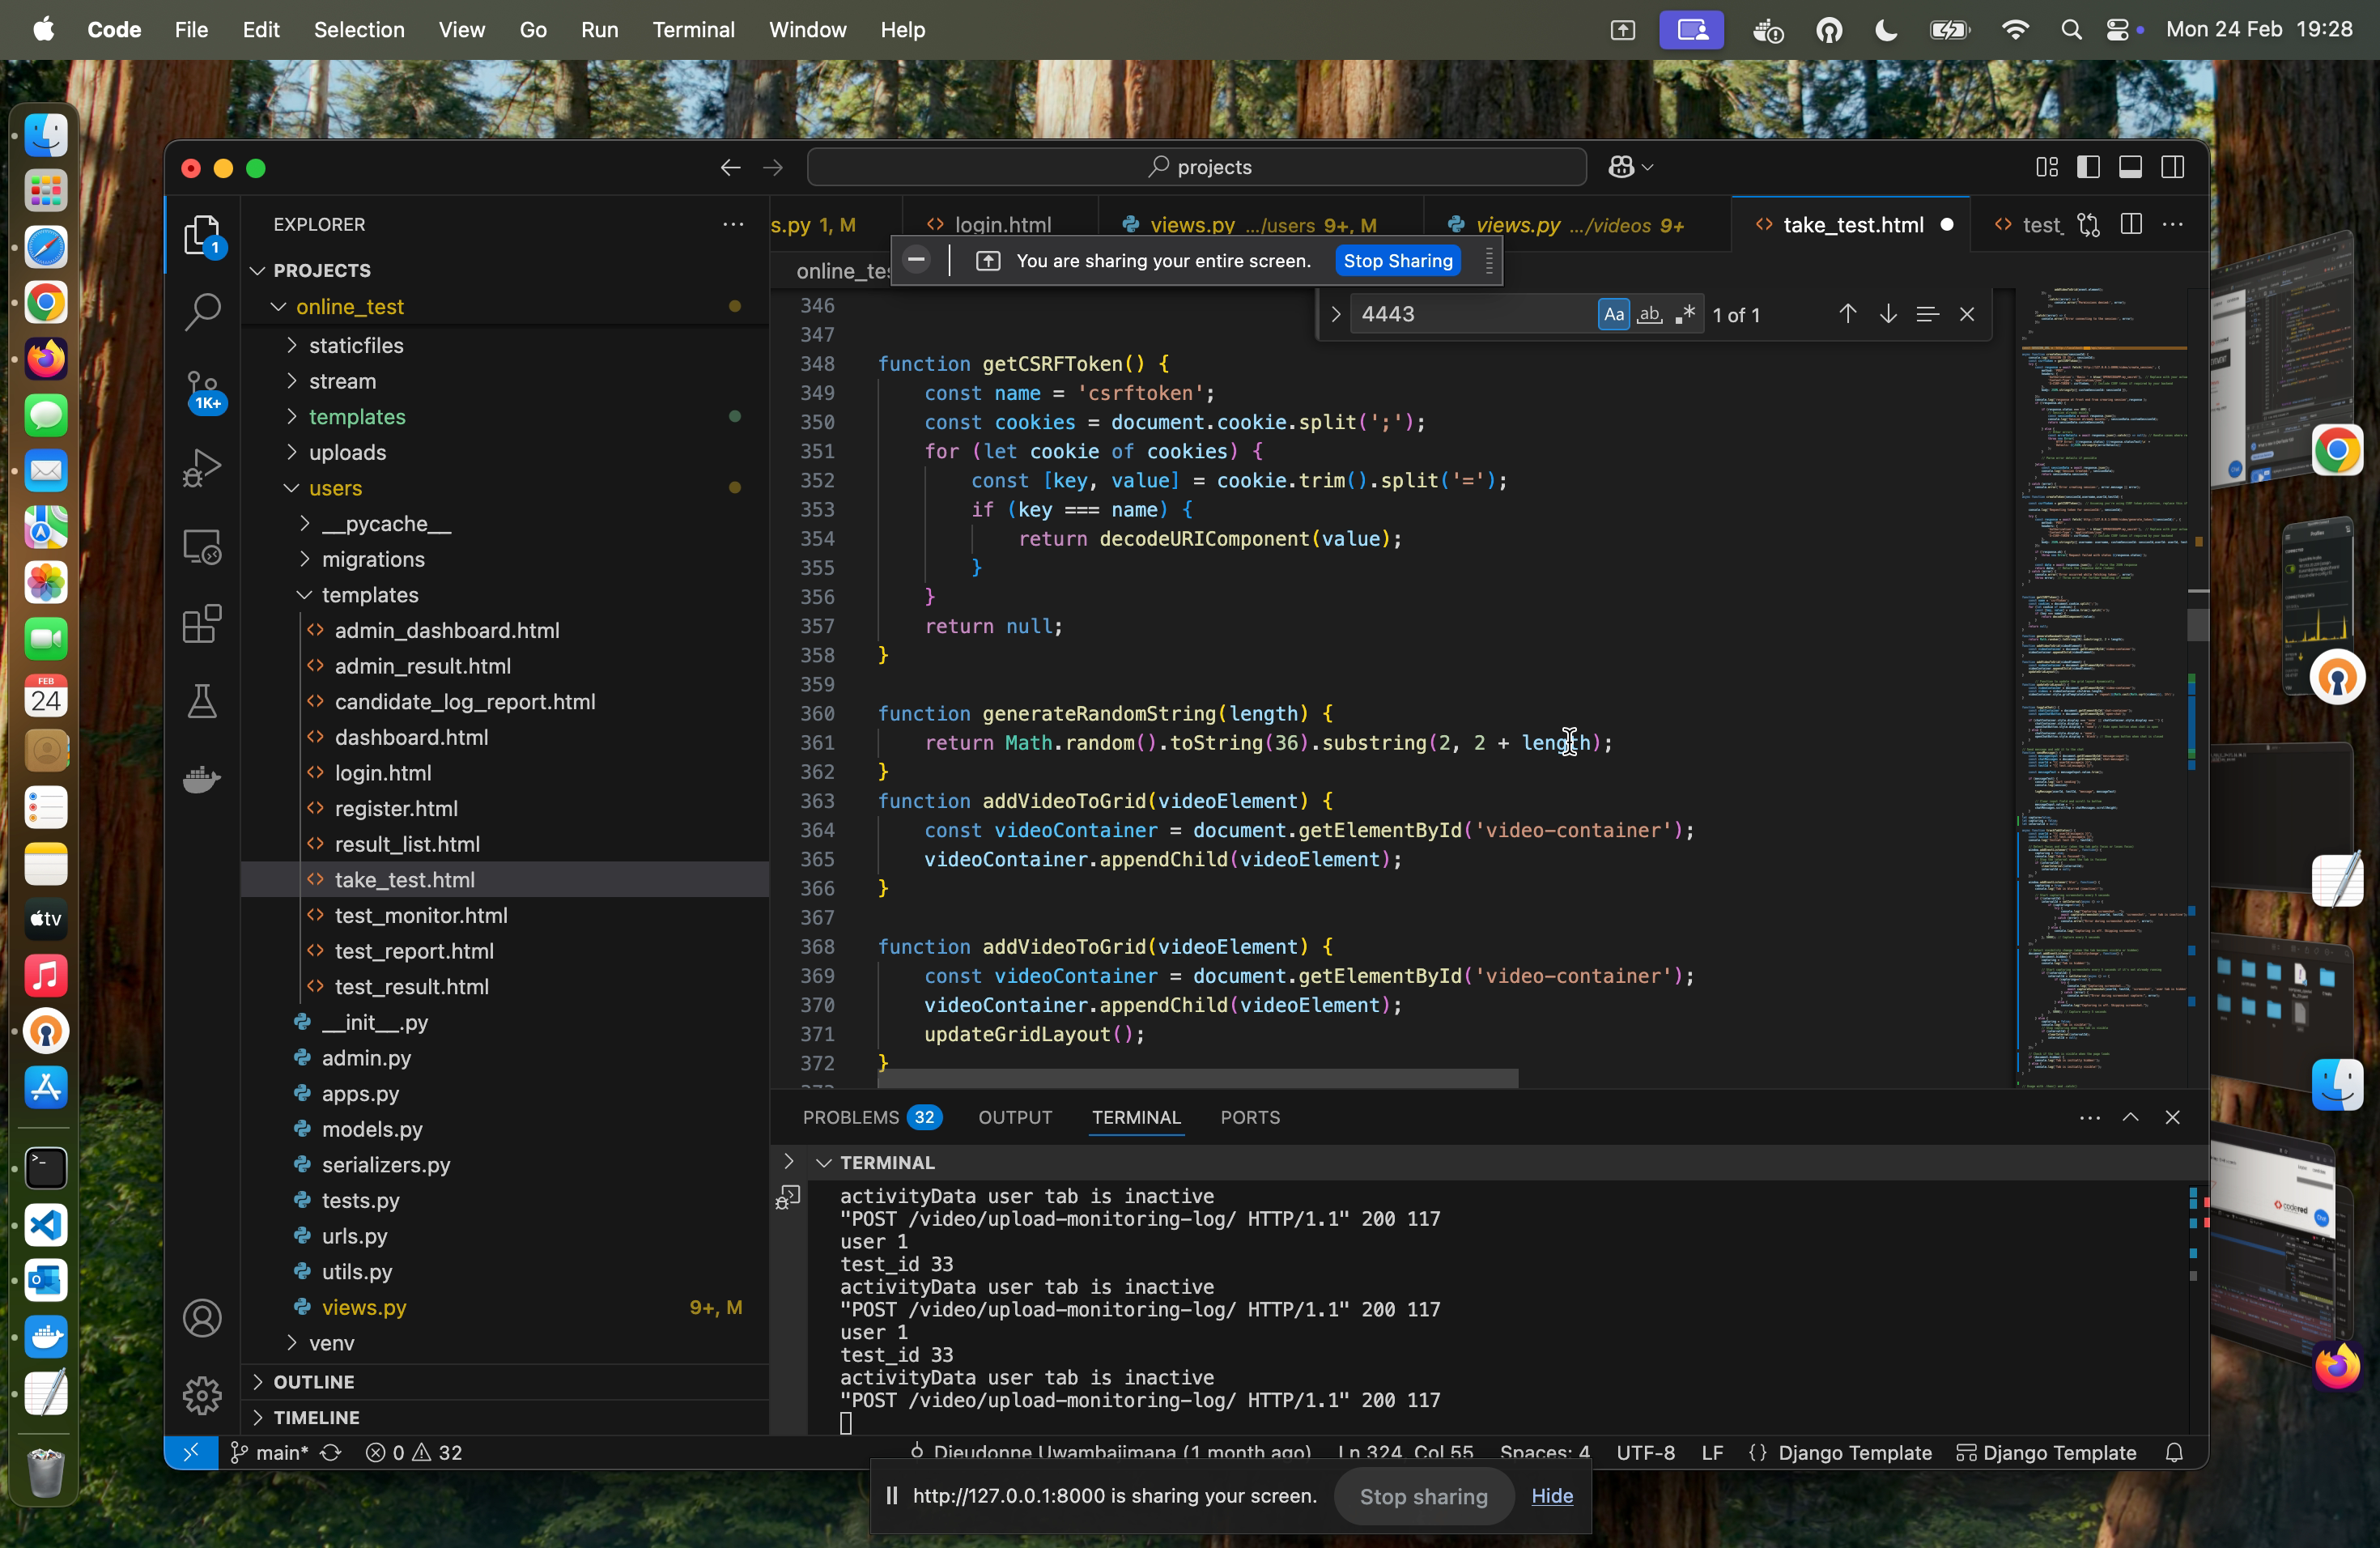 Code File Edit Selection View Go Run Terminal Window Help Mon 24 Feb 19:28
projects
EXPLORER
PROJECTS
online_test
staticfiles
stream
templates
uploads
users
__pycache__
migrations
templates
admin_dashboard.html
admin_result.html
candidate_log_report.html
dashboard.html
login.html
register.html
result_list.html
take_test.html
test_monitor.html
test_report.html
test_result.html
__init__.py
admin.py
apps.py
models.py
serializers.py
tests.py
urls.py
utils.py
views.py 9+, M
venv
OUTLINE
TIMELINE
1
1K+
FEB
24
tv
s.py 1, M login.html views.py .../users 9+, M views.py .../videos 9+ take_test.html test_
You are sharing your entire screen. Stop Sharing
online_te
4443 Aa ab 1 of 1
346
347
348 function getCSRFToken() {
349 const name = 'csrftoken';
350 const cookies = document.cookie.split(';');
351 for (let cookie of cookies) {
352 const [key, value] = cookie.trim().split('=');
353 if (key === name) {
354 return decodeURIComponent(value);
355 }
356 }
357 return null;
358 }
359
360 function generateRandomString(length) {
361 return Math.random().toString(36).substring(2, 2 + length);
362 }
363 function addVideoToGrid(videoElement) {
364 const videoContainer = document.getElementById('video-container');
365 videoContainer.appendChild(videoElement);
366 }
367
368 function addVideoToGrid(videoElement) {
369 const videoContainer = document.getElementById('video-container');
370 videoContainer.appendChild(videoElement);
371 updateGridLayout();
372 }
PROBLEMS 32 OUTPUT TERMINAL PORTS
TERMINAL
activityData user tab is inactive
"POST /video/upload-monitoring-log/ HTTP/1.1" 200 117
user 1
test_id 33
activityData user tab is inactive
"POST /video/upload-monitoring-log/ HTTP/1.1" 200 117
user 1
test_id 33
activityData user tab is inactive
"POST /video/upload-monitoring-log/ HTTP/1.1" 200 117
main* 0 32 Dieudonne Uwambajimana (1 month ago) Ln 324, Col 55 Spaces: 4 UTF-8 LF {} Django Template Django Template
http://127.0.0.1:8000 is sharing your screen. Stop sharing Hide